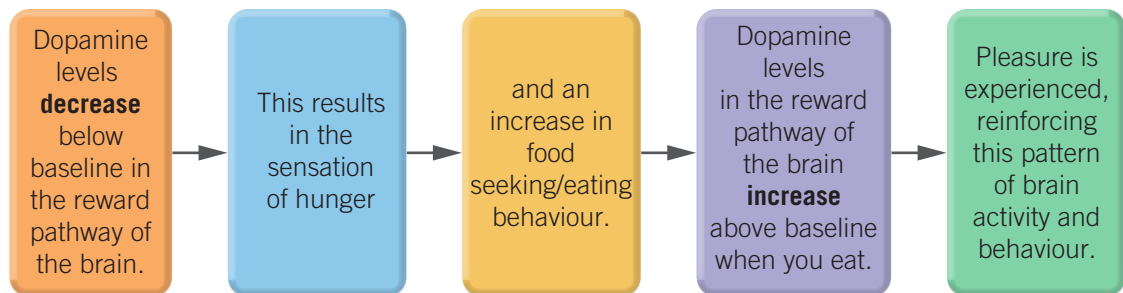 Dopamine
levels
decrease
below
baseline in
the reward
pathway of
the brain.
This results
in the
sensation
of hunger
and an
increase in
food
seeking/eating
behaviour.
Dopamine
levels
in the reward
pathway of
the brain
increase
above baseline
when you eat.
Pleasure is
experienced,
reinforcing
this pattern
of brain
activity and
behaviour.